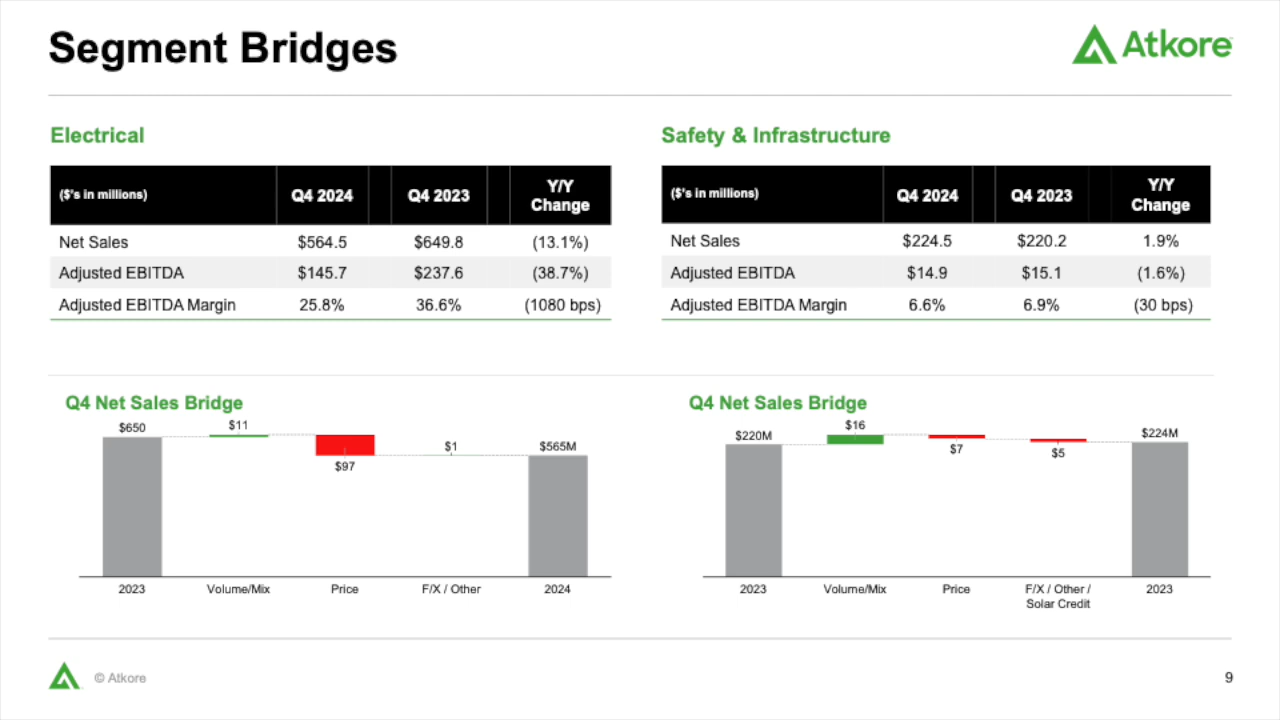 Segment Bridges
Atkore
Electrical
($'s in millions) Q4 2024 Q4 2023 Y/Y Change
Net Sales $564.5 $649.8 (13.1%)
Adjusted EBITDA $145.7 $237.6 (38.7%)
Adjusted EBITDA Margin 25.8% 36.6% (1080 bps)
Safety & Infrastructure
($'s in millions) Q4 2024 Q4 2023 Y/Y Change
Net Sales $224.5 $220.2 1.9%
Adjusted EBITDA $14.9 $15.1 (1.6%)
Adjusted EBITDA Margin 6.6% 6.9% (30 bps)
Q4 Net Sales Bridge
$650 $11 $97 $1 $565M
2023 Volume/Mix Price F/X / Other 2024
Q4 Net Sales Bridge
$220M $16 $7 $5 $224M
2023 Volume/Mix Price F/X / Other / Solar Credit 2023
© Atkore
9